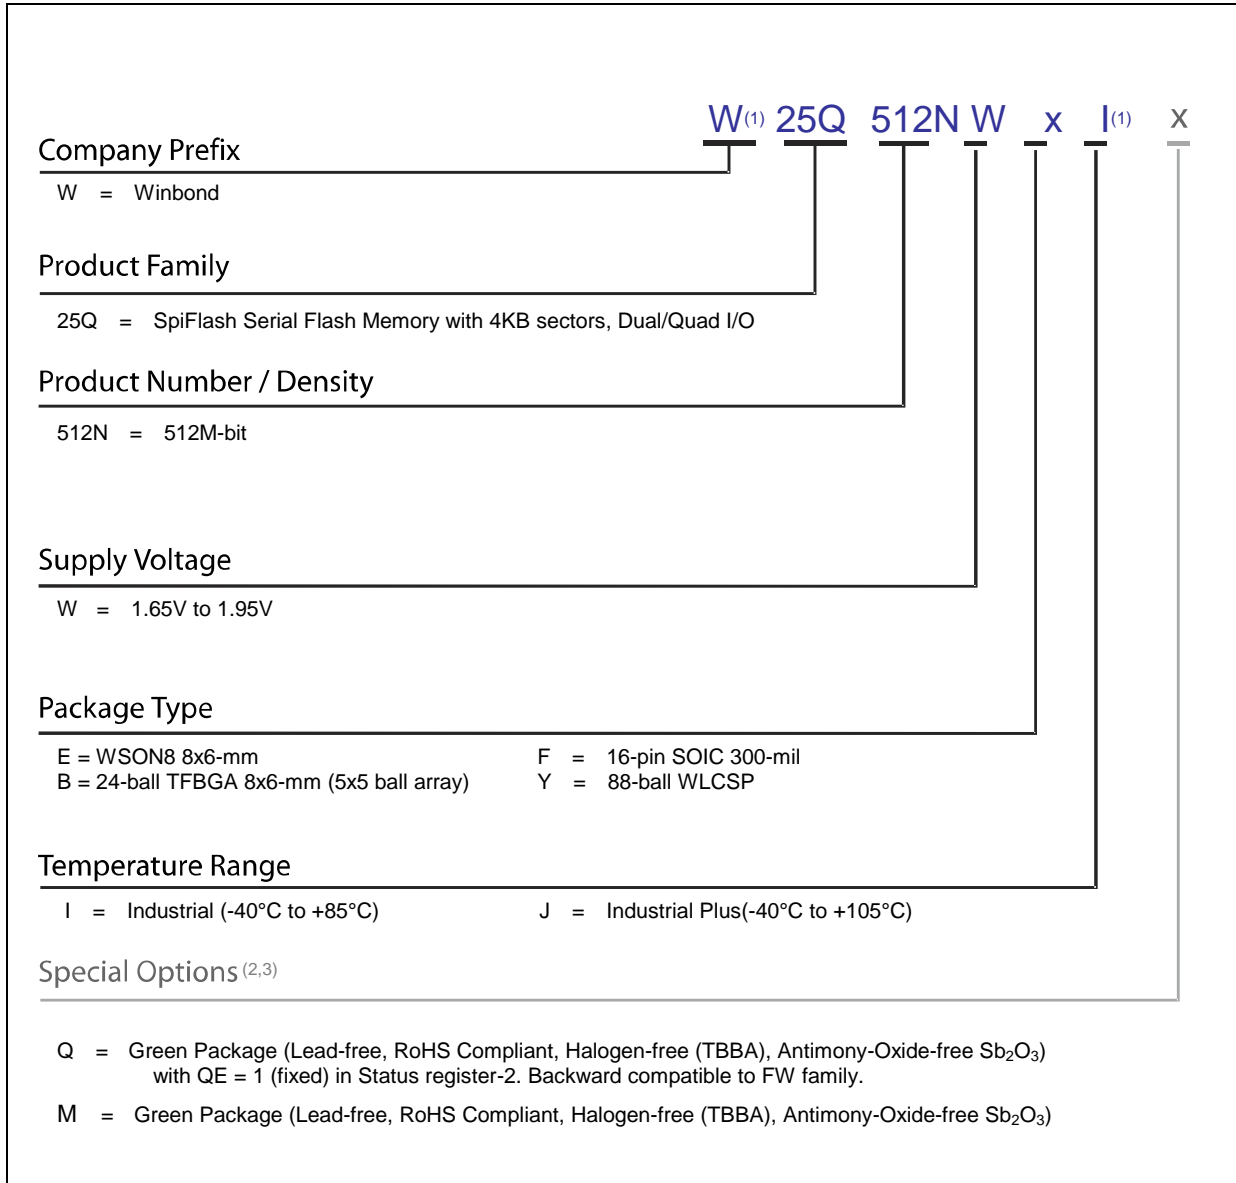 W(1) 25Q 512N W x I(1) x
Company Prefix
W = Winbond
Product Family
25Q = SpiFlash Serial Flash Memory with 4KB sectors, Dual/Quad I/O
Product Number / Density
512N = 512M-bit
Supply Voltage
W = 1.65V to 1.95V
Package Type
E = WSON8 8x6-mm F = 16-pin SOIC 300-mil
B = 24-ball TFBGA 8x6-mm (5x5 ball array) Y = 88-ball WLCSP
Temperature Range
I = Industrial (-40°C to +85°C) J = Industrial Plus(-40°C to +105°C)
Special Options (2,3)
Q = Green Package (Lead-free, RoHS Compliant, Halogen-free (TBBA), Antimony-Oxide-free Sb₂O₃)
with QE = 1 (fixed) in Status register-2. Backward compatible to FW family.
M = Green Package (Lead-free, RoHS Compliant, Halogen-free (TBBA), Antimony-Oxide-free Sb₂O₃)